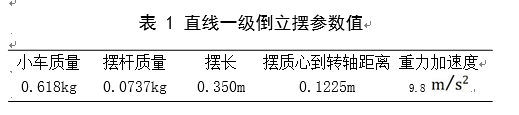 表 1 直线一级倒立摆参数值
小车质量 摆杆质量 摆长 摆质心到转轴距离 重力加速度
0.618kg 0.0737kg 0.350m 0.1225m 9.8 m/s²